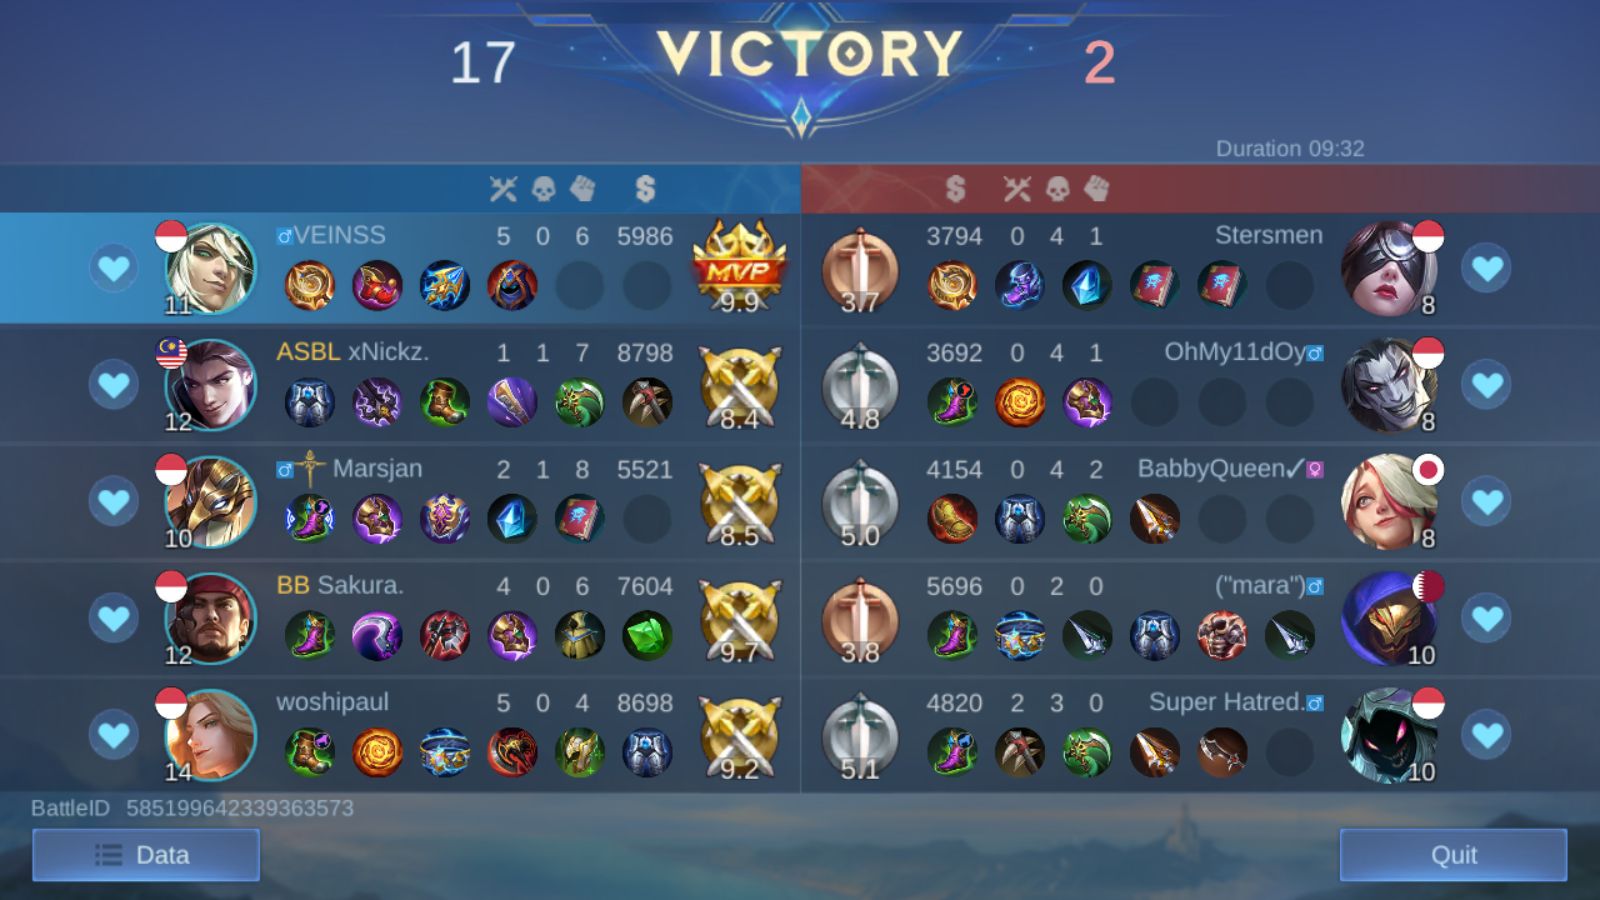 17 VICTORY 2
Duration 09:32
VEINSS 5 0 6 5986
11 MVP 9.9
3794 0 4 1 Stersmen
3.7 8
ASBL xNickz. 1 1 7 8798
12 8.4
3692 0 4 1 OhMy11dOy
4.8 8
Marsjan 2 1 8 5521
10 8.5
4154 0 4 2 BabbyQueen✓
5.0 8
BB Sakura. 4 0 6 7604
12 9.7
5696 0 2 0 ("mara")
3.8 10
woshipaul 5 0 4 8698
14 9.2
4820 2 3 0 Super Hatred.
5.1 10
BattleID 585199642339363573
Data
Quit